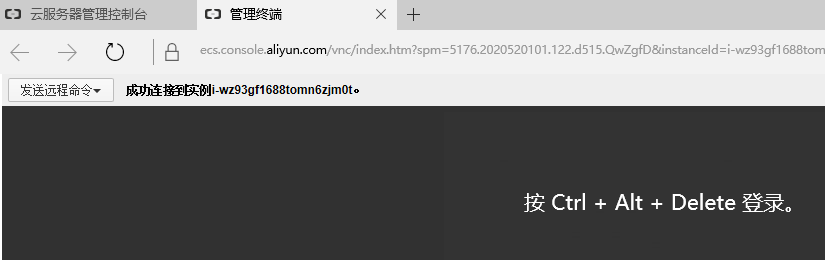 云服务器管理控制台
管理终端
ecs.console.aliyun.com/vnc/index.htm?spm=5176.2020520101.122.d515.QwZgfD&instanceId=i-wz93gf1688tom
发送远程命令
成功连接到实例i-wz93gf1688tomn6zjm0t。
按 Ctrl + Alt + Delete 登录。